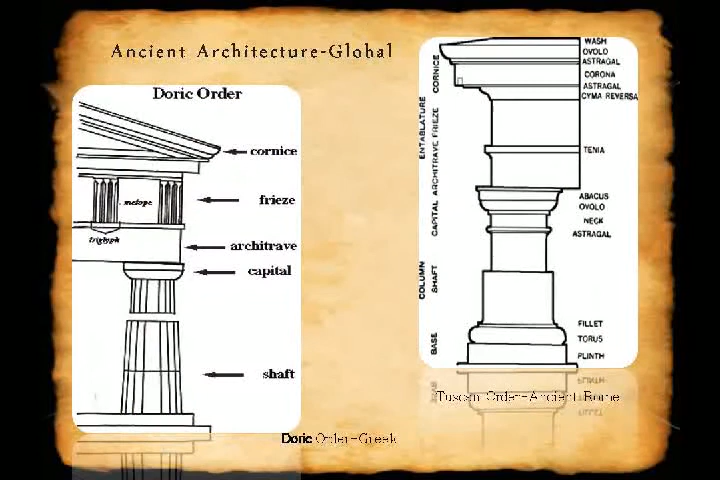 Ancient Architecture-Global
Doric Order
cornice
frieze
metope
triglyph
architrave
capital
shaft
Doric Order-Greek
WASH
OVOLO
ASTRAGAL
CORONA
ASTRAGAL
CYMA REVERSA
TENIA
ABACUS
OVOLO
NECK
ASTRAGAL
FILLET
TORUS
PLINTH
ENTABLATURE
CORNICE
FRIEZE
ARCHITRAVE
COLUMN
CAPITAL
SHAFT
BASE
Tuscan Order-Ancient Rome